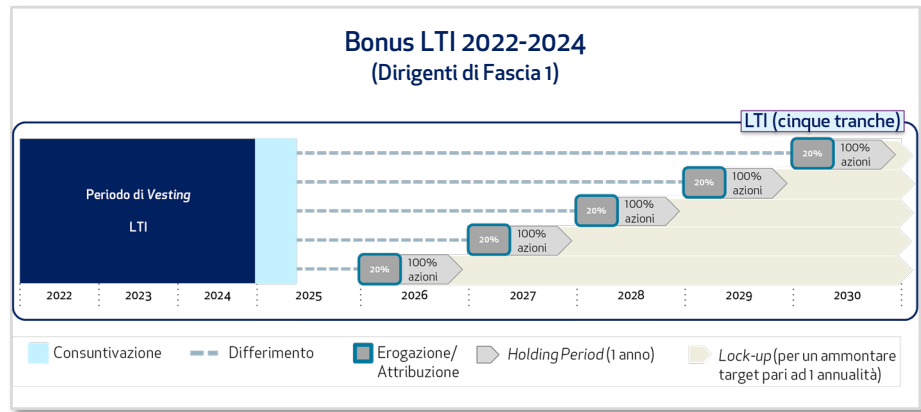 Bonus LTI 2022-2024
(Dirigenti di Fascia 1)
LTI (cinque tranche)
Periodo di Vesting
LTI
20%
100%
azioni
20%
100%
azioni
20%
100%
azioni
20%
100%
azioni
20%
100%
azioni
2022
2023
2024
2025
2026
2027
2028
2029
2030
Consuntivazione
Differimento
Erogazione/
Attribuzione
Holding Period (1 anno)
Lock-up (per un ammontare
target pari ad 1 annualità)